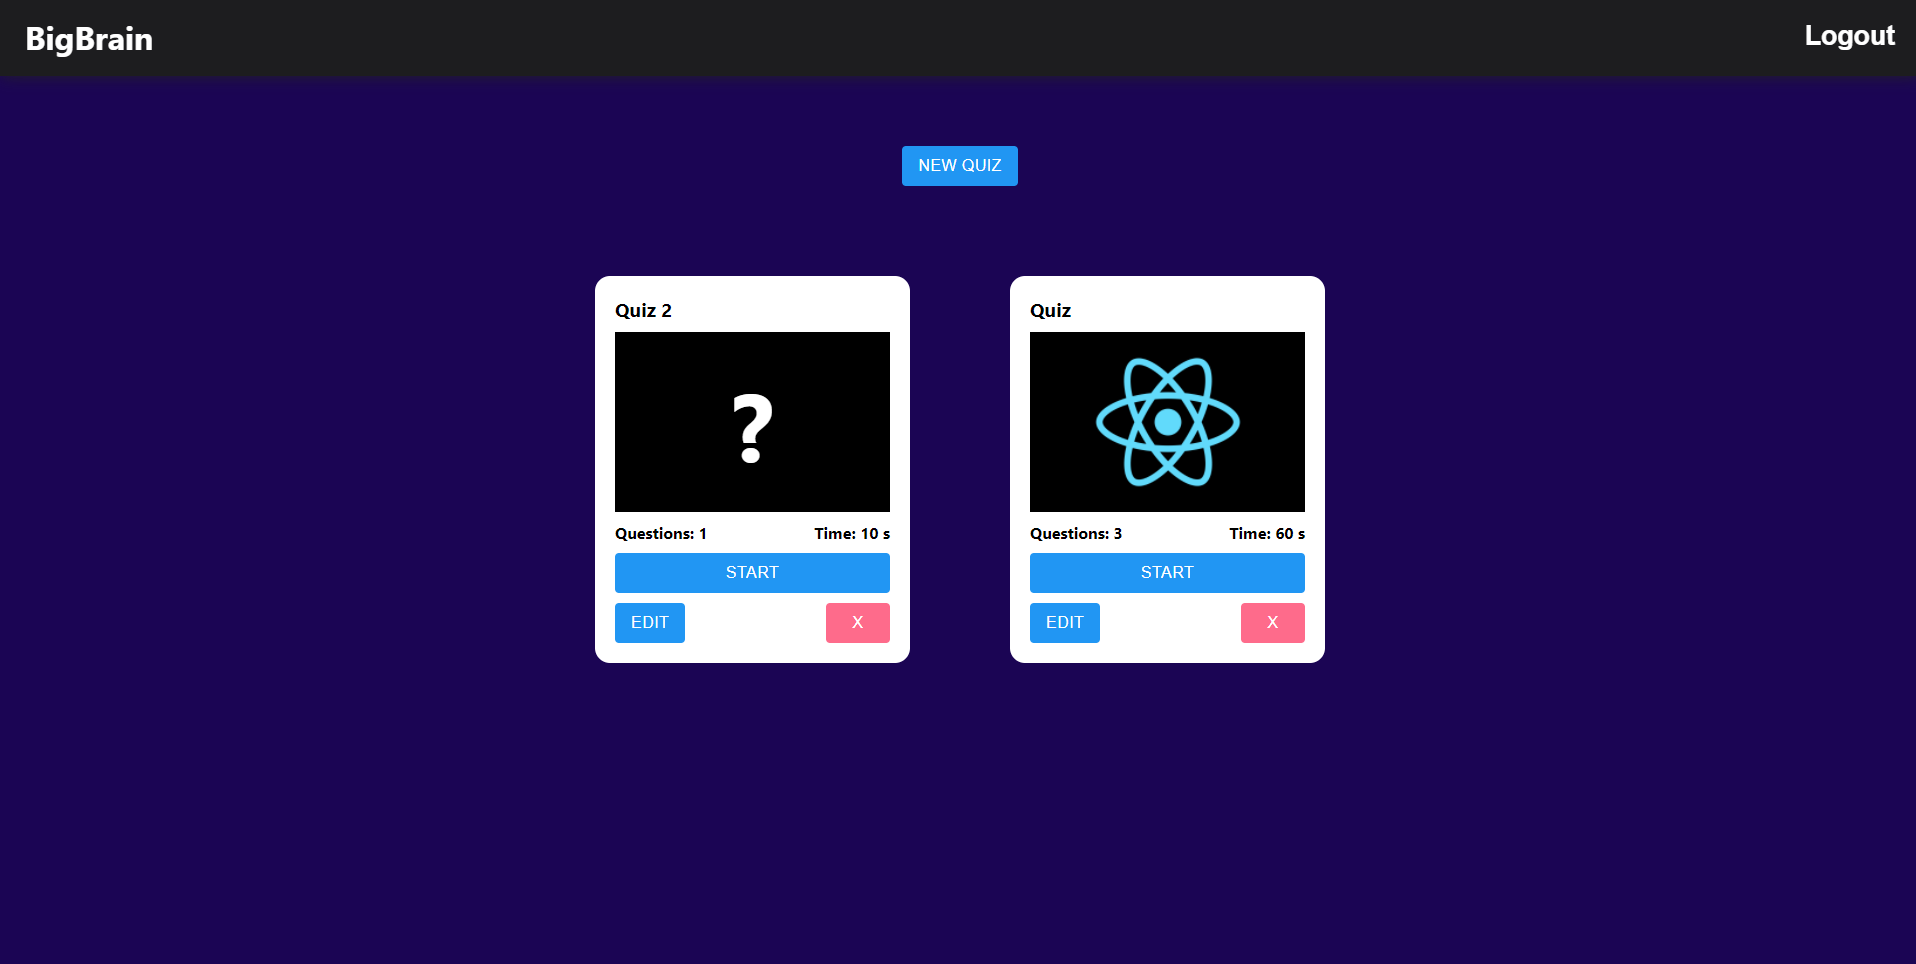 BigBrain
Logout
NEW QUIZ
Quiz 2
?
Questions: 1
Time: 10 s
START
EDIT
X
Quiz
Questions: 3
Time: 60 s
START
EDIT
X